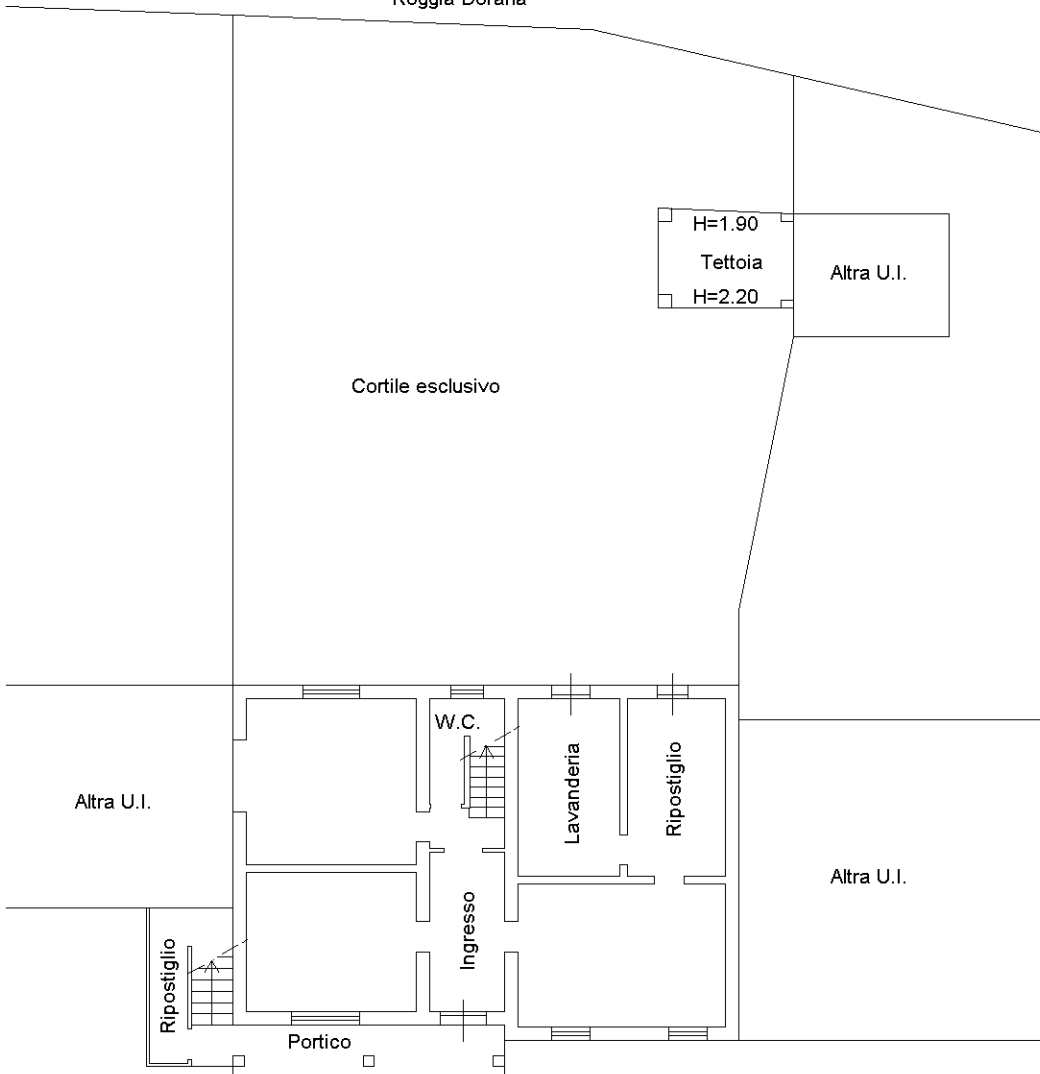 Roggia Dorana
H=1.90
Tettoia
H=2.20
Altra U.I.
Cortile esclusivo
W.C.
Lavanderia
Ripostiglio
Altra U.I.
Altra U.I.
Ingresso
Ripostiglio
Portico